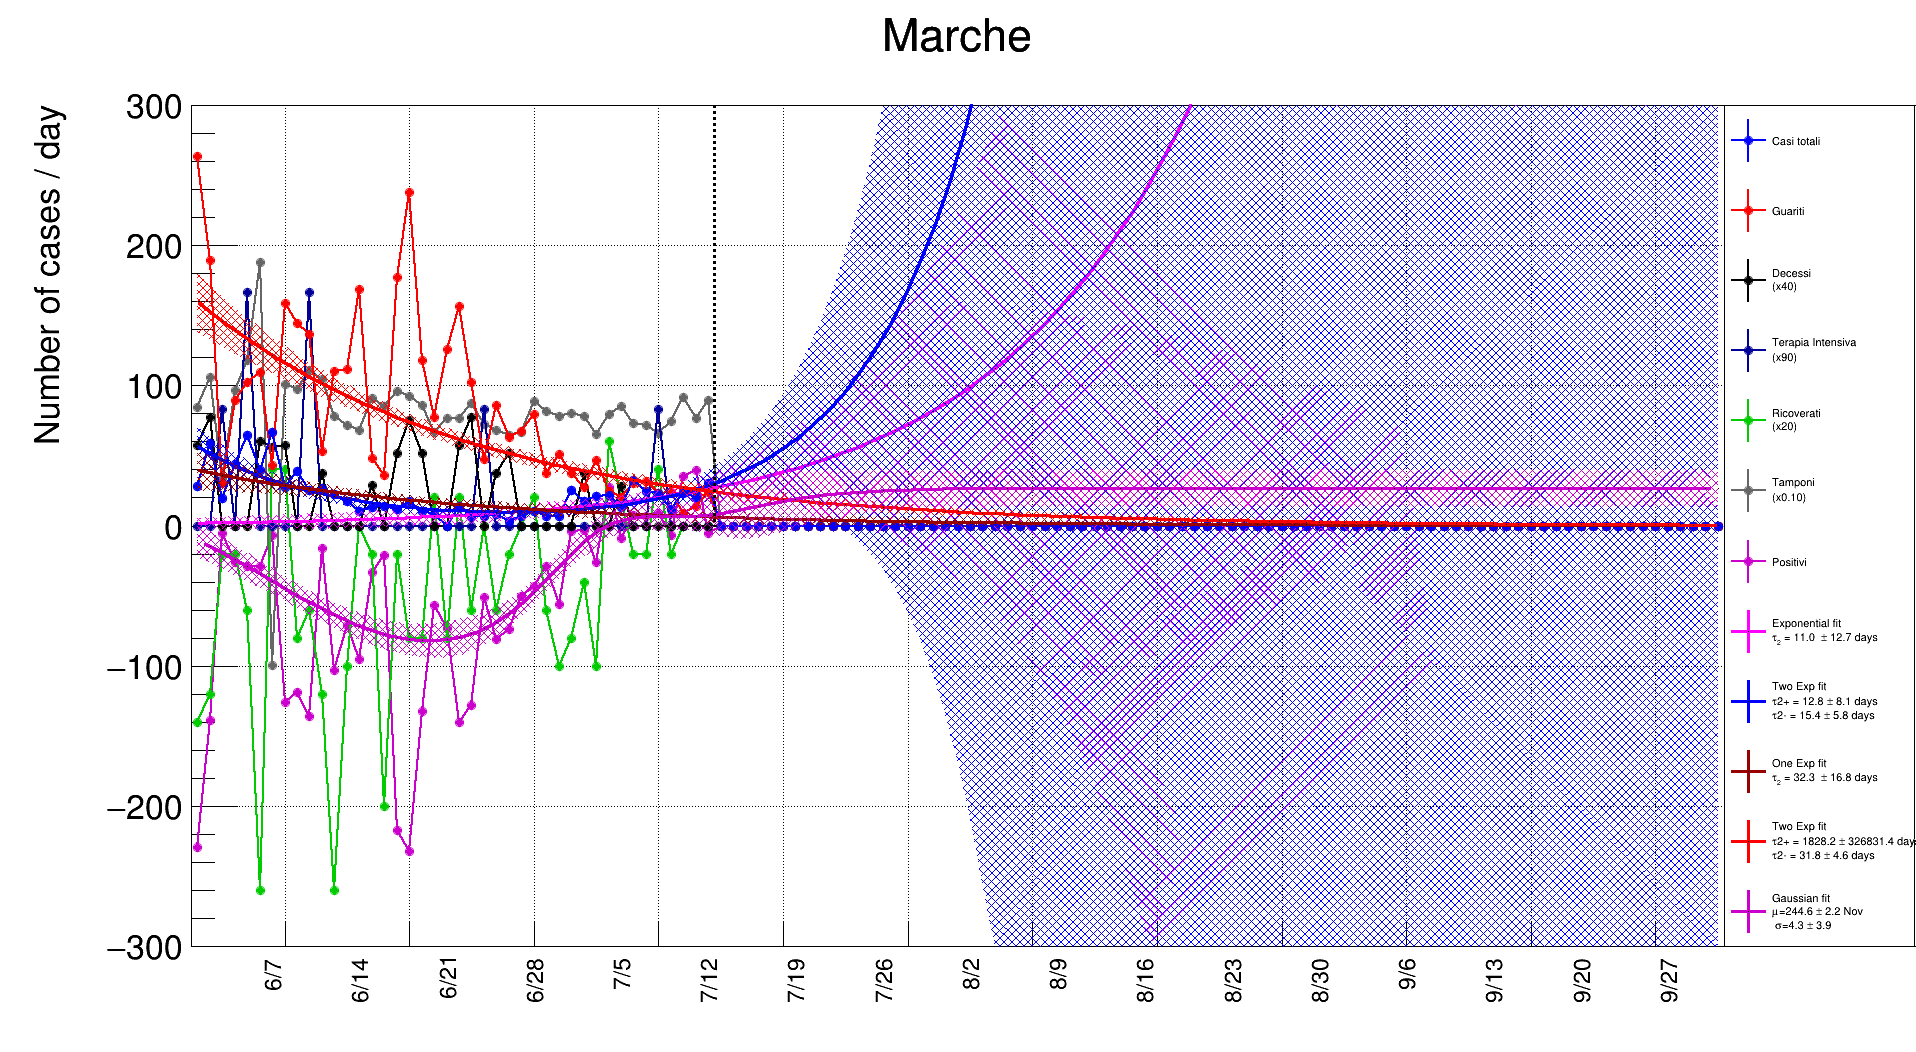 Marche
Number of cases / day
300
200
100
0
−100
−200
−300
6/7
6/14
6/21
6/28
7/5
7/12
7/19
7/26
8/2
8/9
8/16
8/23
8/30
9/6
9/13
9/20
9/27
Casi totali
Guariti
Decessi
(x40)
Terapia Intensiva
(x90)
Ricoverati
(x20)
Tamponi
(x0.10)
Positivi
Exponential fit
τ2 = 11.0 ± 12.7 days
Two Exp fit
τ2+ = 12.8 ± 8.1 days
τ2- = 15.4 ± 5.8 days
One Exp fit
τ2 = 32.3 ± 16.8 days
Two Exp fit
τ2+ = 1828.2 ± 326831.4 day
τ2- = 31.8 ± 4.6 days
Gaussian fit
μ=244.6 ± 2.2 Nov
σ=4.3 ± 3.9